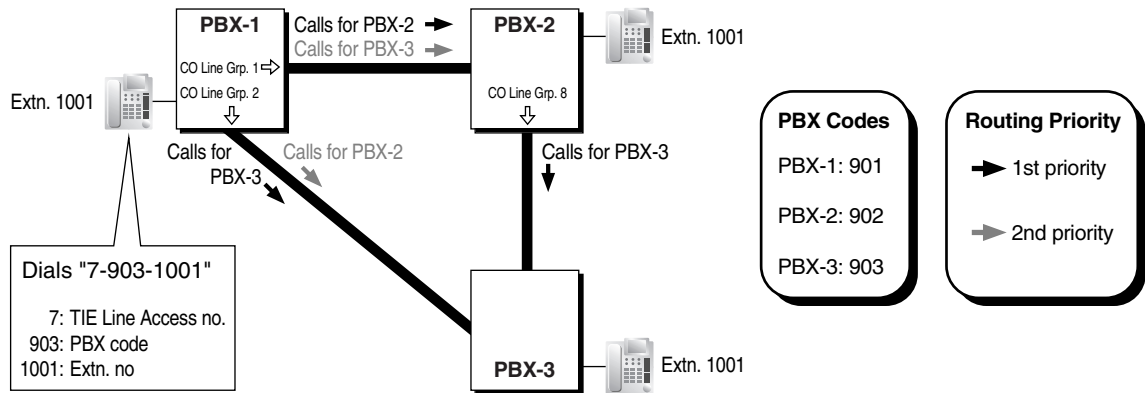 PBX-1
Calls for PBX-2
Calls for PBX-3
CO Line Grp. 1
CO Line Grp. 2
Extn. 1001
PBX-2
CO Line Grp. 8
Extn. 1001
Calls for
PBX-3
Calls for PBX-2
Calls for PBX-3
Dials "7-903-1001"
7: TIE Line Access no.
903: PBX code
1001: Extn. no
PBX-3
Extn. 1001
PBX Codes
PBX-1: 901
PBX-2: 902
PBX-3: 903
Routing Priority
1st priority
2nd priority